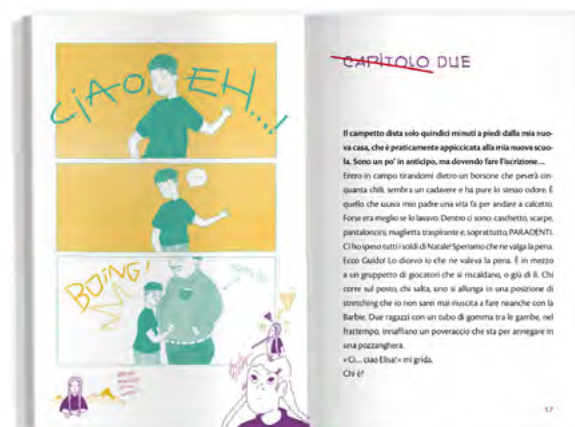 CIAO, EH...!
BOING!
CAPITOLO DUE
Il campetto dista solo quindici minuti a piedi dalla mia nuo-
va casa, che è praticamente appiccicata alla mia nuova scuo-
la. Sono un po' in anticipo, ma dovendo fare l'iscrizione...
Entro in campo tirandomi dietro un borsone che peserà cin-
quanta chili, sembra un cadavere e ha pure lo stesso odore. È
quello che usava mio padre una vita fa per andare a calcetto.
Forse era meglio se lo lavavo. Dentro ci sono: caschetto, scarpe,
pantaloncini, maglietta traspirante e, soprattutto, PARADENTI.
Ci ho speso tutti i soldi di Natale! Speriamo che ne valga la pena.
Ecco Guido! Lo dicevo io che ne valeva la pena. È in mezzo
a un gruppetto di giocatori che si riscaldano, o giù di lì. Chi
corre sul posto, chi salta, uno si allunga in una posizione di
stretching che io non sarei mai riuscita a fare neanche con la
Barbie. Due ragazzi con un tubo di gomma tra le gambe, nel
frattempo, innaffiano un poveraccio che sta per annegare in
una pozzanghera.
«Ci... ciao Elisa!» mi grida.
Chi è?
17